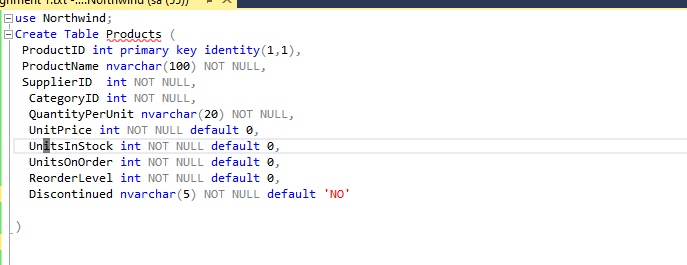 ignment 1.txt -....Northwind (sa (55))
use Northwind;
Create Table Products (
ProductID int primary key identity(1,1),
ProductName nvarchar(100) NOT NULL,
SupplierID  int NOT NULL,
CategoryID int NOT NULL,
QuantityPerUnit nvarchar(20) NOT NULL,
UnitPrice int NOT NULL default 0,
UnitsInStock int NOT NULL default 0,
UnitsOnOrder int NOT NULL default 0,
ReorderLevel int NOT NULL default 0,
Discontinued nvarchar(5) NOT NULL default 'NO'
)